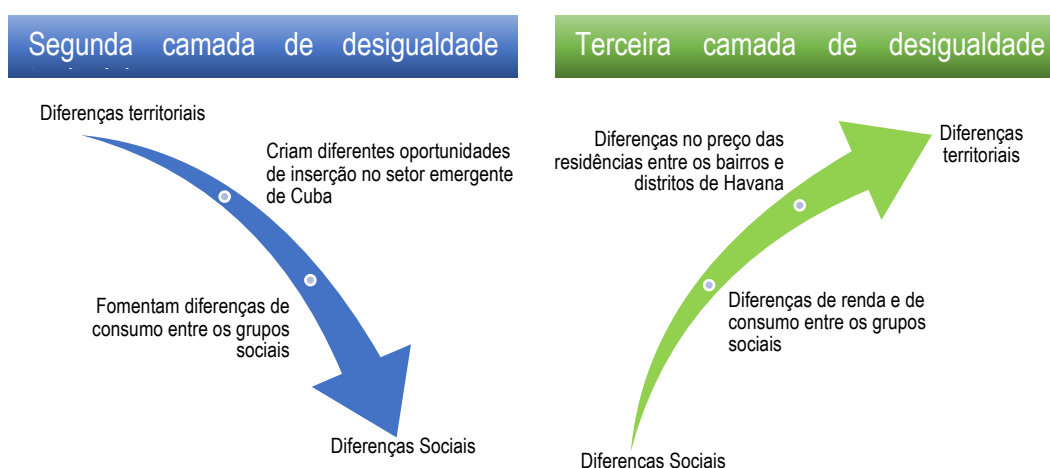 Segunda camada de desigualdade
Diferenças territoriais
Criam diferentes oportunidades
de inserção no setor emergente
de Cuba
Fomentam diferenças de
consumo entre os grupos
sociais
Diferenças Sociais
Terceira camada de desigualdade
Diferenças no preço das
residências entre os bairros e
distritos de Havana
Diferenças
territoriais
Diferenças de renda e de
consumo entre os grupos
sociais
Diferenças Sociais